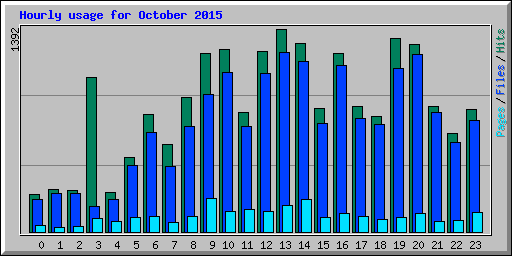 Hourly usage for October 2015
1392
Pages/Files/Hits
0 1 2 3 4 5 6 7 8 9 10 11 12 13 14 15 16 17 18 19 20 21 22 23